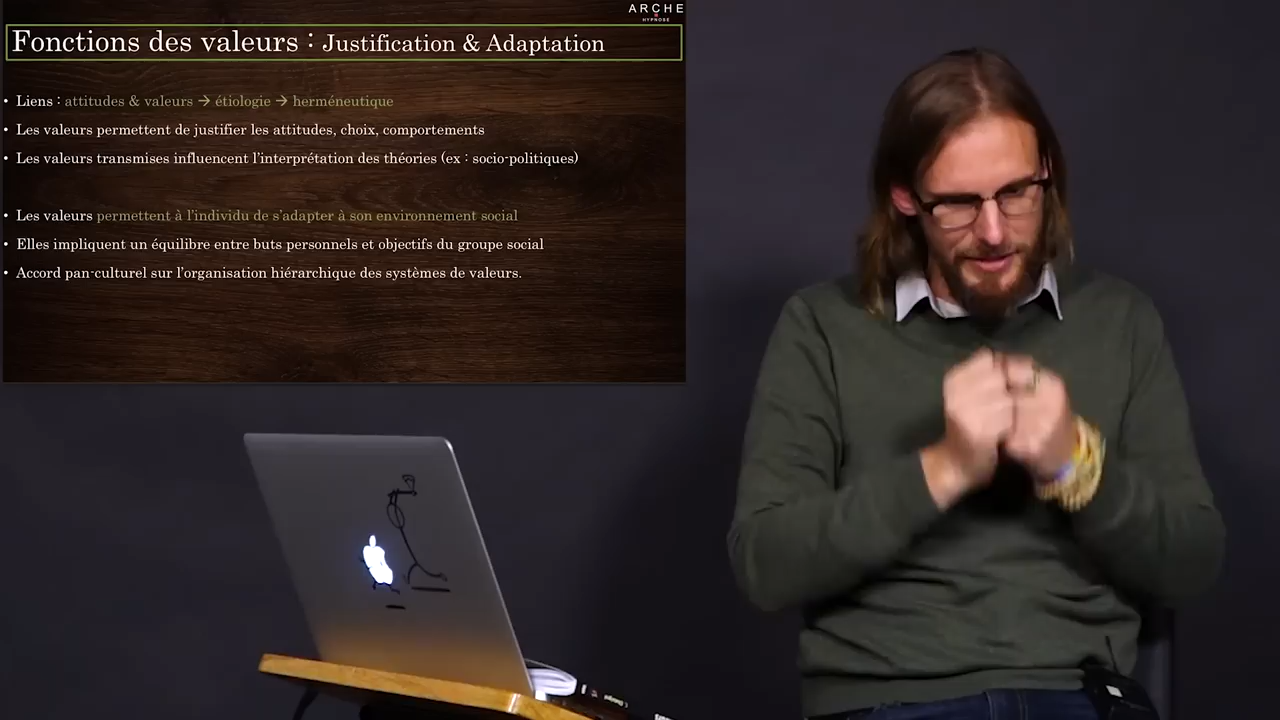 ARCHE
HYPNOSE
Fonctions des valeurs : Justification & Adaptation
• Liens : attitudes & valeurs → étiologie → herméneutique
• Les valeurs permettent de justifier les attitudes, choix, comportements
• Les valeurs transmises influencent l'interprétation des théories (ex : socio-politiques)
• Les valeurs permettent à l'individu de s'adapter à son environnement social
• Elles impliquent un équilibre entre buts personnels et objectifs du groupe social
• Accord pan-culturel sur l'organisation hiérarchique des systèmes de valeurs.